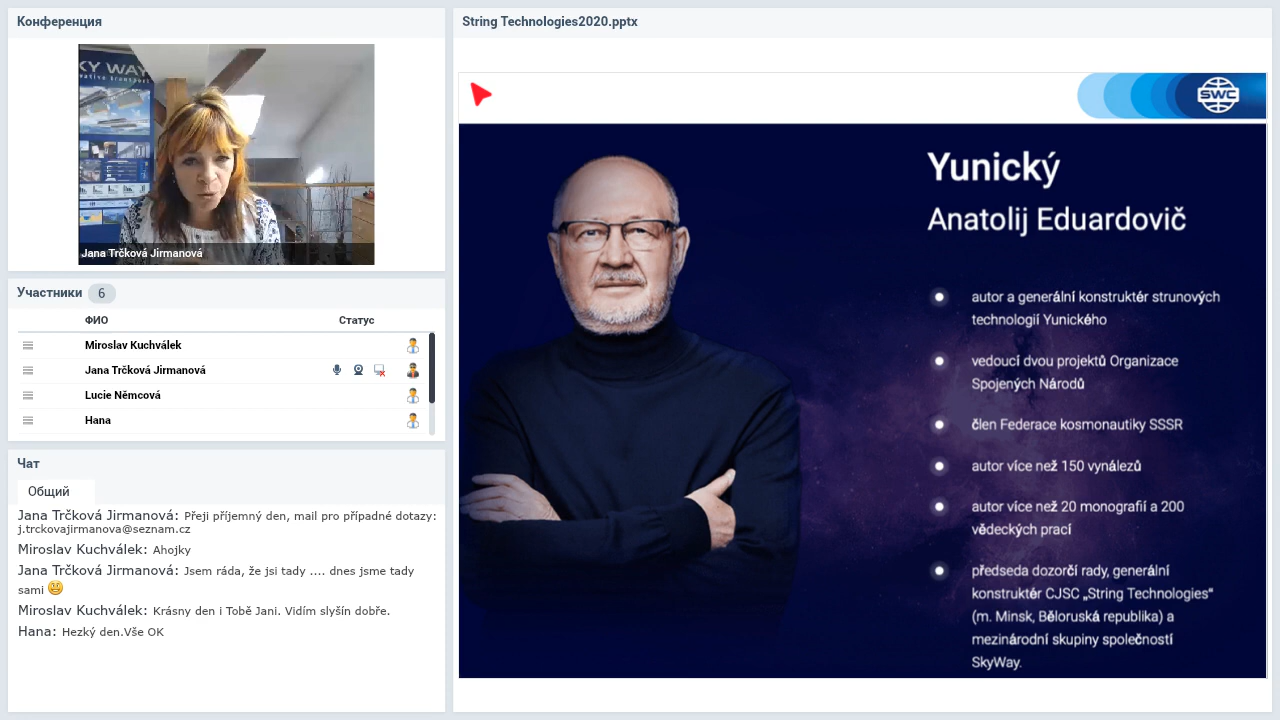 Конференция
KY WAY
vative transport
Jana Trčková Jirmanová
Участники 6
ФИО Статус
Miroslav Kuchválek
Jana Trčková Jirmanová
Lucie Němcová
Hana
Чат
Общий
Jana Trčková Jirmanová: Přeji příjemný den, mail pro případné dotazy:
j.trckovajirmanova@seznam.cz
Miroslav Kuchválek: Ahojky
Jana Trčková Jirmanová: Jsem ráda, že jsi tady .... dnes jsme tady
sami
Miroslav Kuchválek: Krásny den i Tobě Jani. Vidím slyšín dobře.
Hana: Hezký den.Vše OK
String Technologies2020.pptx
SWC
Yunický
Anatolij Eduardovič
autor a generální konstruktér strunových
technologií Yunického
vedoucí dvou projektů Organizace
Spojených Národů
člen Federace kosmonautiky SSSR
autor více než 150 vynálezů
autor více než 20 monografií a 200
vědeckých prací
předseda dozorčí rady, generální
konstruktér CJSC „String Technologies“
(m. Minsk, Běloruská republika) a
mezinárodní skupiny společností
SkyWay.